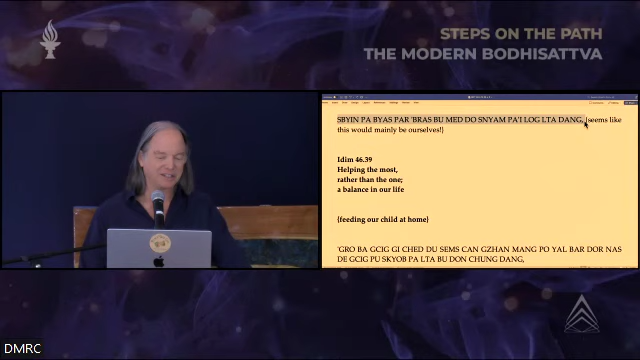 STEPS ON THE PATH
THE MODERN BODHISATTVA
SBYIN PA BYAS PAR 'BRAS BU MED DO SNYAM PA'I LOG LTA DANG, {seems like
this would mainly be ourselves!}
Idim 46.39
Helping the most,
rather than the one;
a balance in our life
{feeding our child at home}
'GRO BA GCIG GI CHED DU SEMS CAN GZHAN MANG PO YAL BAR DOR NAS
DE GCIG PU SKYOB PA LTA BU DON CHUNG DANG,
DMRC